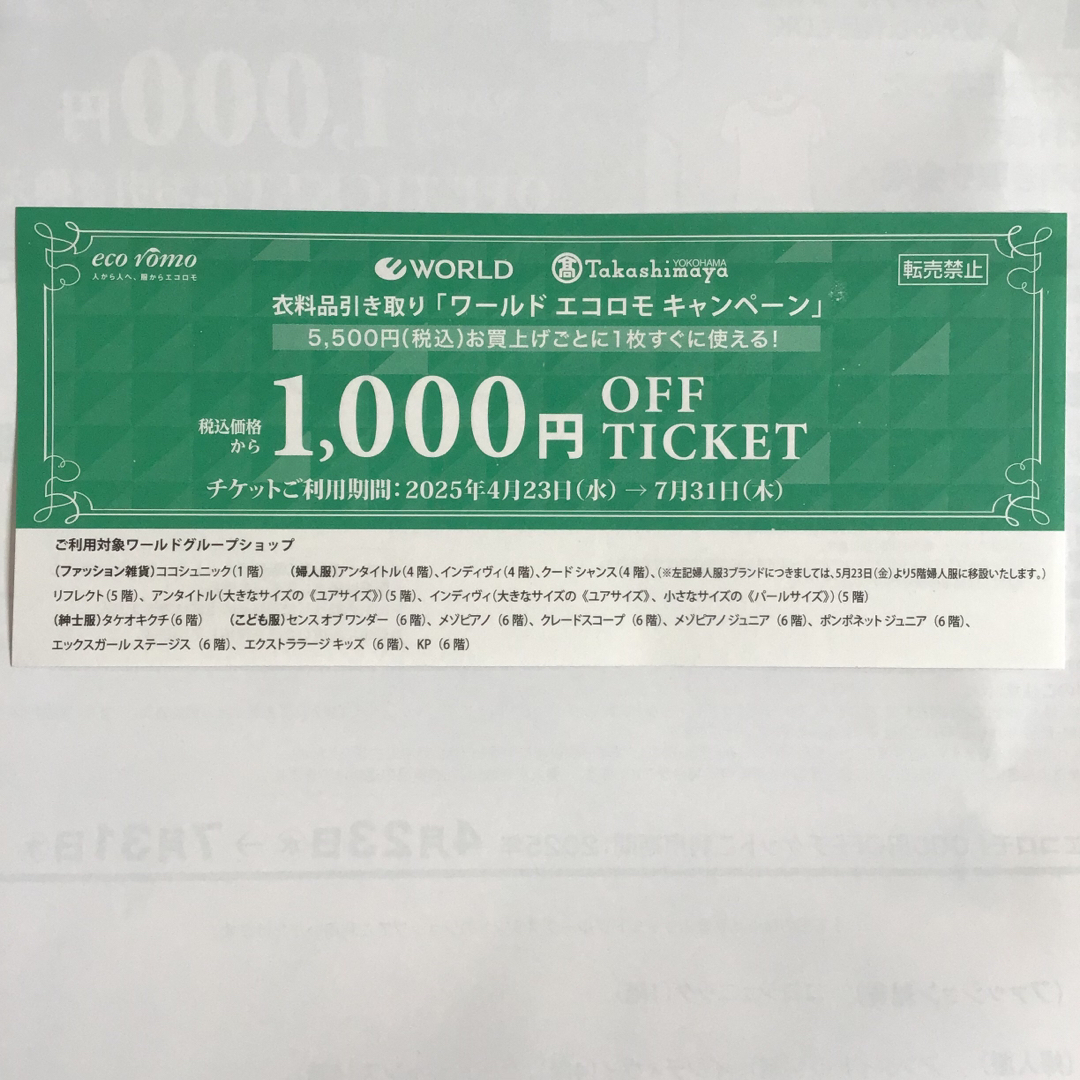 1,000円
eco romo
人から人へ、服からエコロモ
WORLD
YOKOHAMA
Takashimaya
転売禁止
衣料品引き取り「ワールド エコロモ キャンペーン」
5,500円(税込)お買上げごとに1枚すぐに使える!
税込価格から 1,000円 OFF TICKET
チケットご利用期間:2025年4月23日(水)→7月31日(木)
ご利用対象ワールドグループショップ
(ファッション雑貨)ココシュニック(1階) (婦人服)アンタイトル(4階)、インディヴィ(4階)、クードシャンス(4階)、(※左記婦人服3ブランドにつきましては、5月23日(金)より5階婦人服に移設いたします。)
リフレクト(5階)、アンタイトル(大きなサイズの《ユアサイズ》)(5階)、インディヴィ(大きなサイズの《ユアサイズ》、小さなサイズの《パールサイズ》)(5階)
(紳士服)タケオキクチ(6階) (こども服)センス オブ ワンダー(6階)、メゾピアノ(6階)、クレードスコープ(6階)、メゾピアノ ジュニア(6階)、ポンポネット ジュニア(6階)、
エックスガール ステージス(6階)、エクストララージ キッズ(6階)、KP(6階)
4月23日水→7月31日